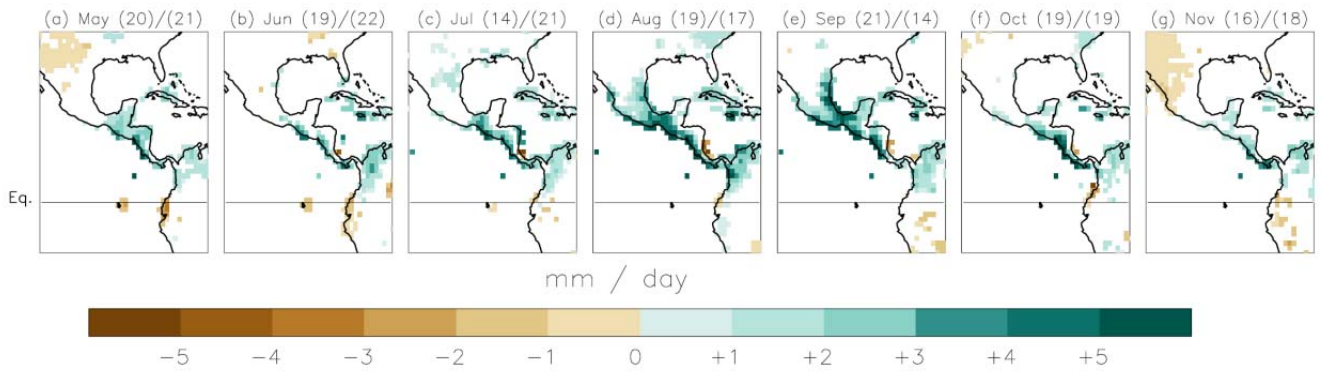 (a) May (20)/(21) (b) Jun (19)/(22) (c) Jul (14)/(21) (d) Aug (19)/(17) (e) Sep (21)/(14) (f) Oct (19)/(19) (g) Nov (16)/(18)
Eq.
mm / day
-5 -4 -3 -2 -1 0 +1 +2 +3 +4 +5